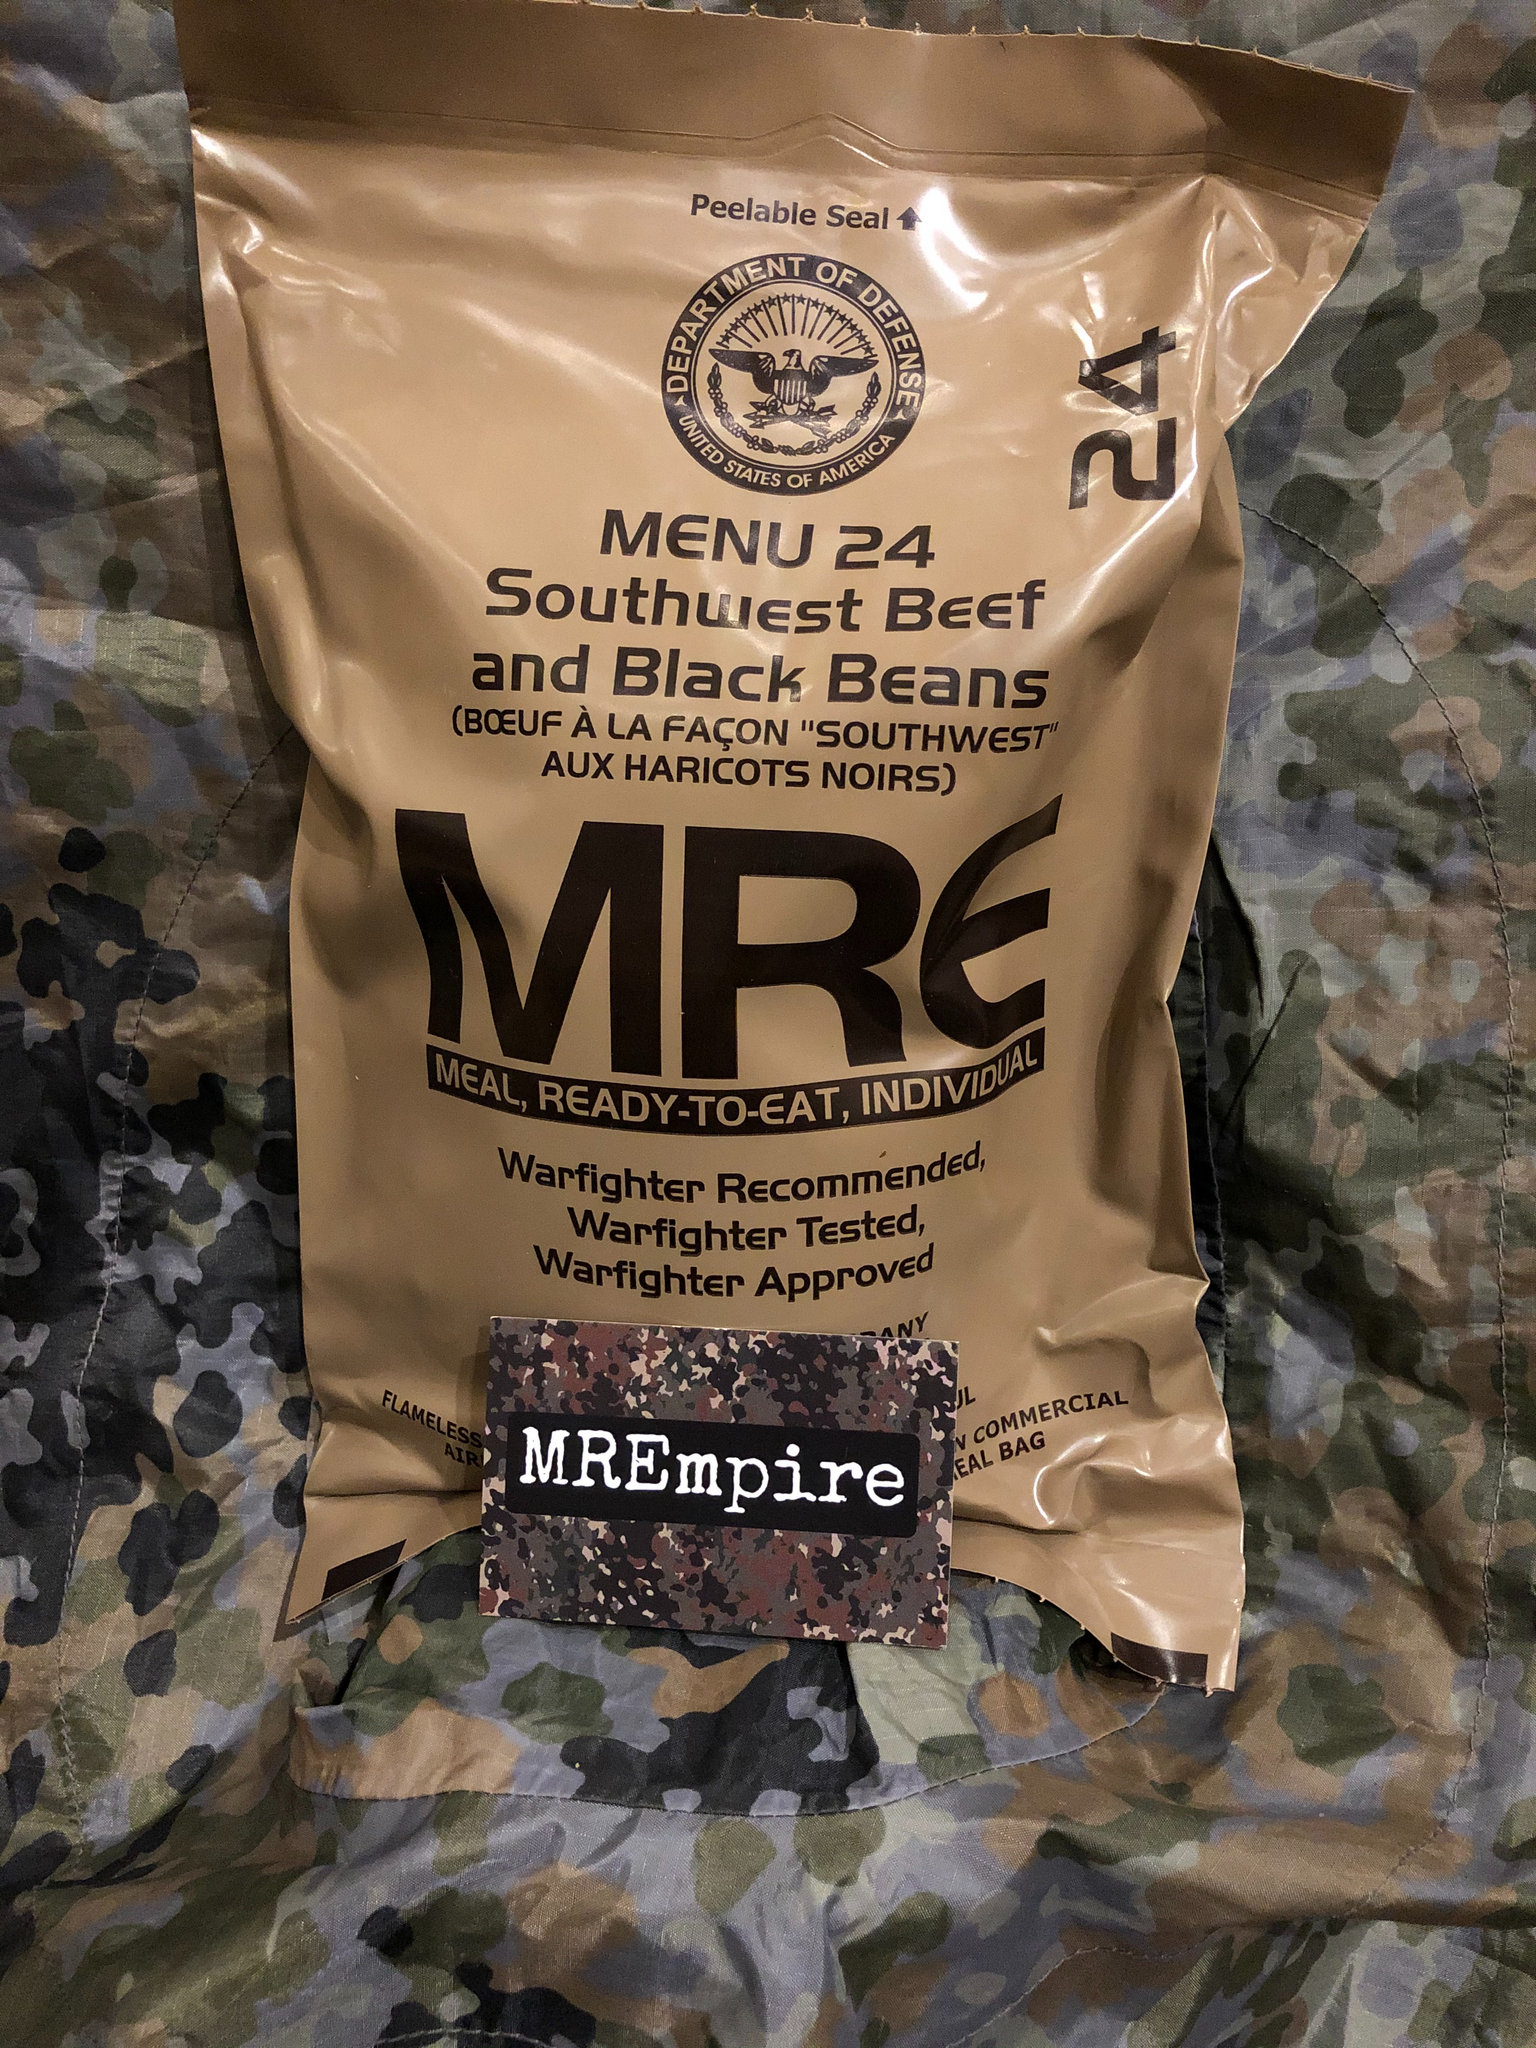 Peelable Seal
DEPARTMENT OF DEFENSE
UNITED STATES OF AMERICA
24
MENU 24
Southwest Beef
and Black Beans
(BŒUF À LA FAÇON "SOUTHWEST"
AUX HARICOTS NOIRS)
MRE
MEAL, READY-TO-EAT, INDIVIDUAL
Warfighter Recommended,
Warfighter Tested,
Warfighter Approved
FLAMELESS
COMMERCIAL
BAG
MREmpire